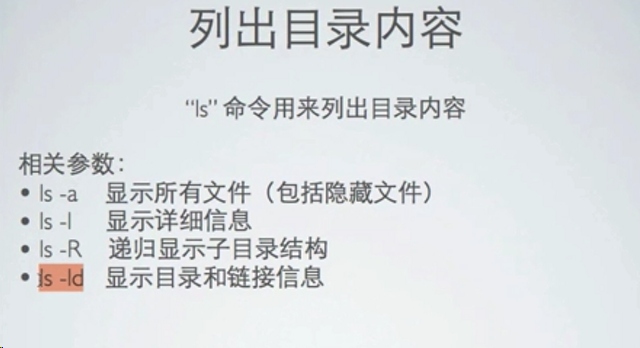 列出目录内容
“ls” 命令用来列出目录内容
相关参数：
• ls -a 显示所有文件（包括隐藏文件）
• ls -l 显示详细信息
• ls -R 递归显示子目录结构
• ls -ld 显示目录和链接信息